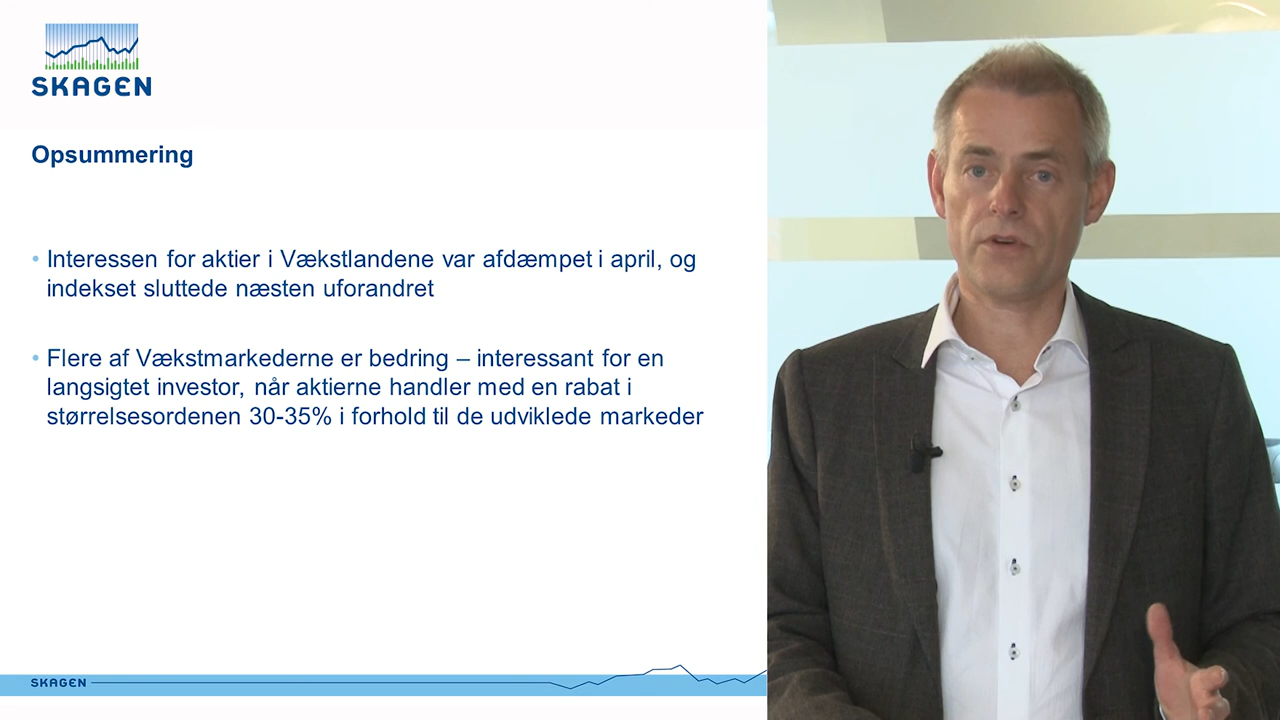 SKAGEN
Opsummering
• Interessen for aktier i Vækstlandene var afdæmpet i april, og
indekset sluttede næsten uforandret
• Flere af Vækstmarkederne er bedring – interessant for en
langsigtet investor, når aktierne handler med en rabat i
størrelsesordenen 30-35% i forhold til de udviklede markeder
SKAGEN